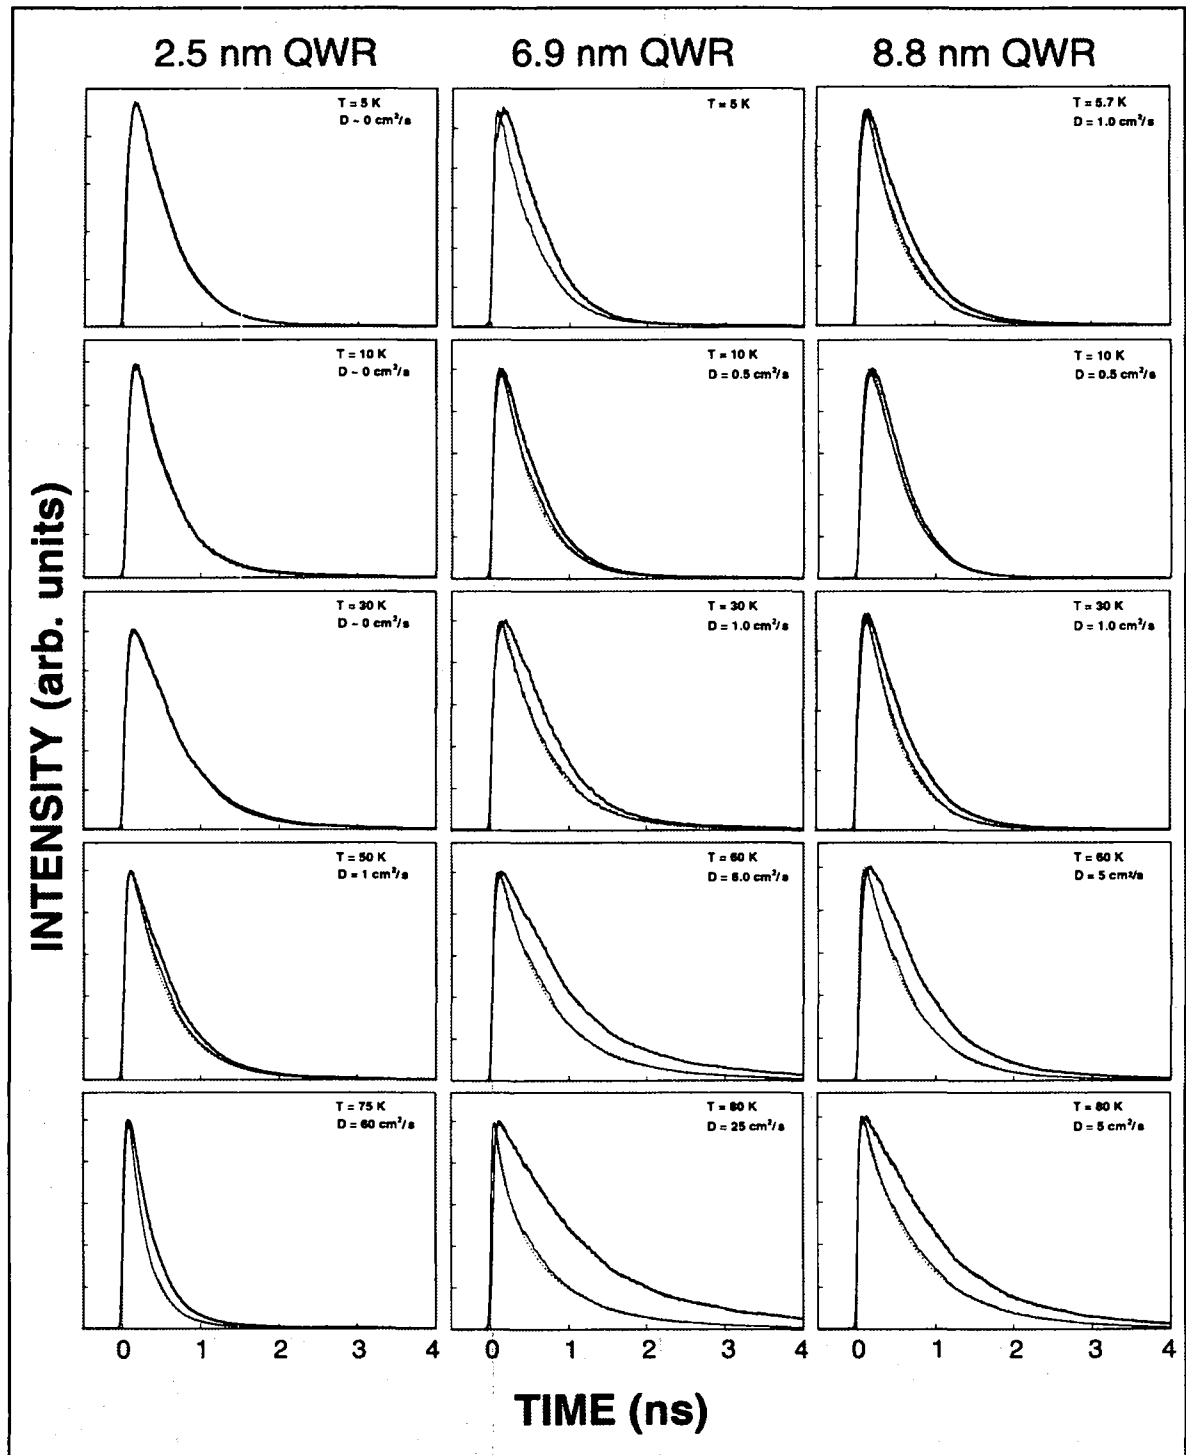 2.5 nm QWR 6.9 nm QWR 8.8 nm QWR
T = 5 K
D ~ 0 cm²/s
T = 5 K
T = 5.7 K
D = 1.0 cm²/s
T = 10 K
D ~ 0 cm²/s
T = 10 K
D = 0.5 cm²/s
T = 10 K
D = 0.5 cm²/s
T = 30 K
D ~ 0 cm²/s
T = 30 K
D = 1.0 cm²/s
T = 30 K
D = 1.0 cm²/s
T = 50 K
D = 1 cm²/s
T = 60 K
D = 6.0 cm²/s
T = 60 K
D = 5 cm²/s
T = 75 K
D = 60 cm²/s
T = 80 K
D = 25 cm²/s
T = 80 K
D = 5 cm²/s
INTENSITY (arb. units)
0 1 2 3 4 0 1 2 3 4 0 1 2 3 4
TIME (ns)